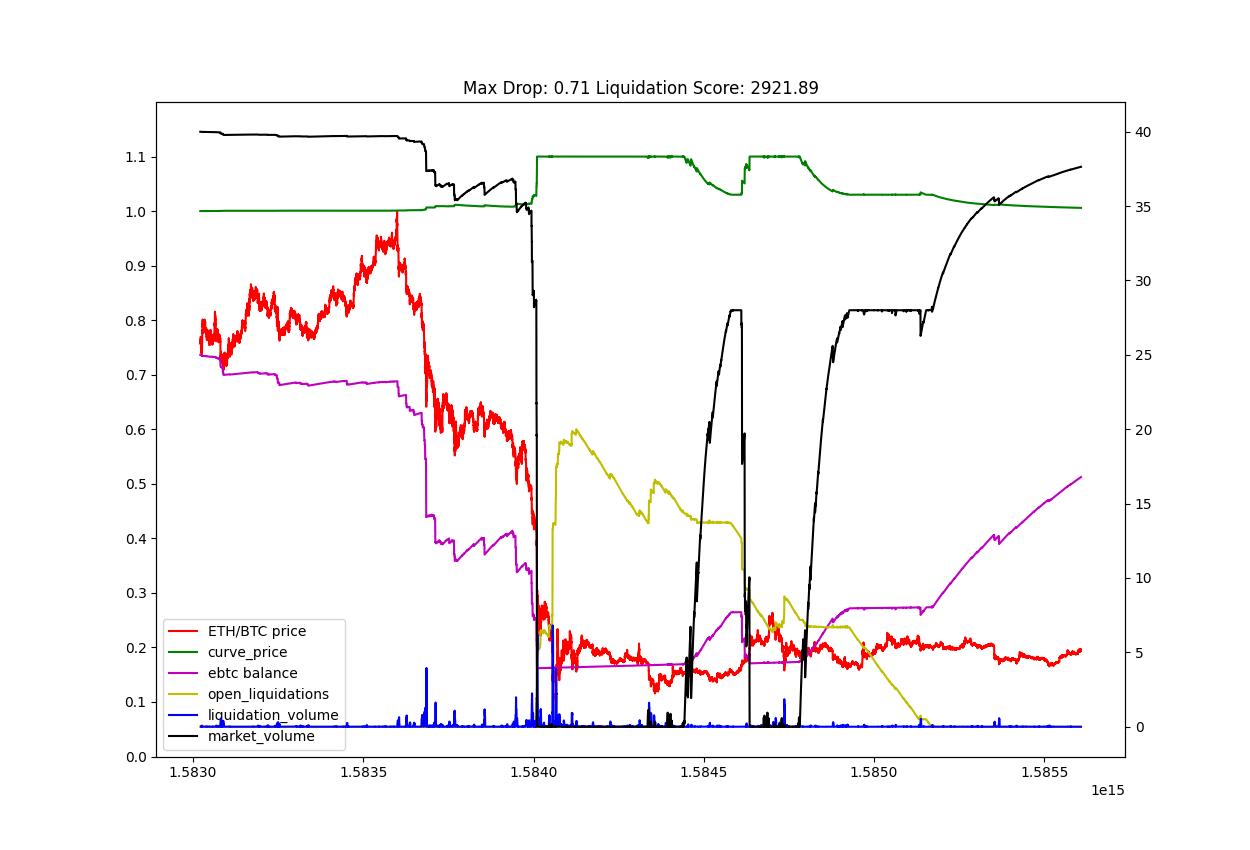 Max Drop: 0.71 Liquidation Score: 2921.89
1.1
1.0
0.9
0.8
0.7
0.6
0.5
0.4
0.3
0.2
0.1
0.0
40
35
30
25
20
15
10
5
0
ETH/BTC price
curve_price
ebtc balance
open_liquidations
liquidation_volume
market_volume
1.5830 1.5835 1.5840 1.5845 1.5850 1.5855
1e15